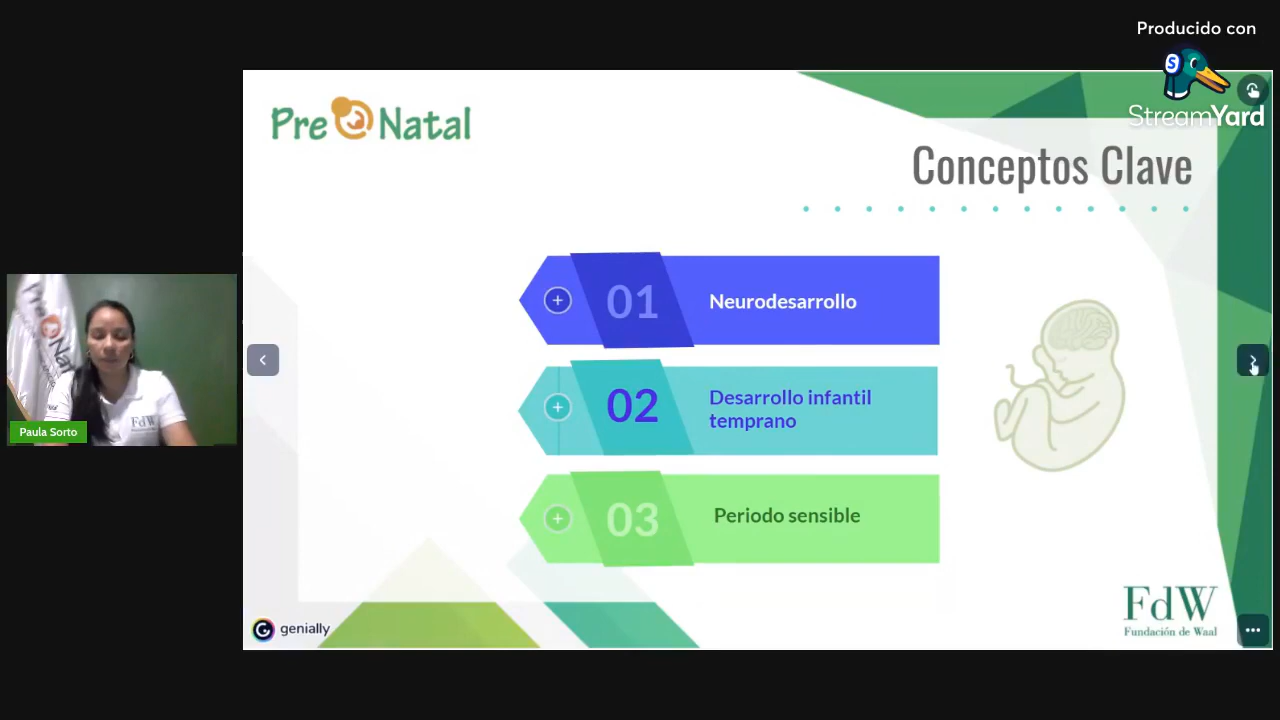 Producido con
StreamYard
Pre Natal
Conceptos Clave
01
Neurodesarrollo
02
Desarrollo infantil
temprano
03
Periodo sensible
FdW
Paula Sorto
FdW
Fundación de Waal
genially